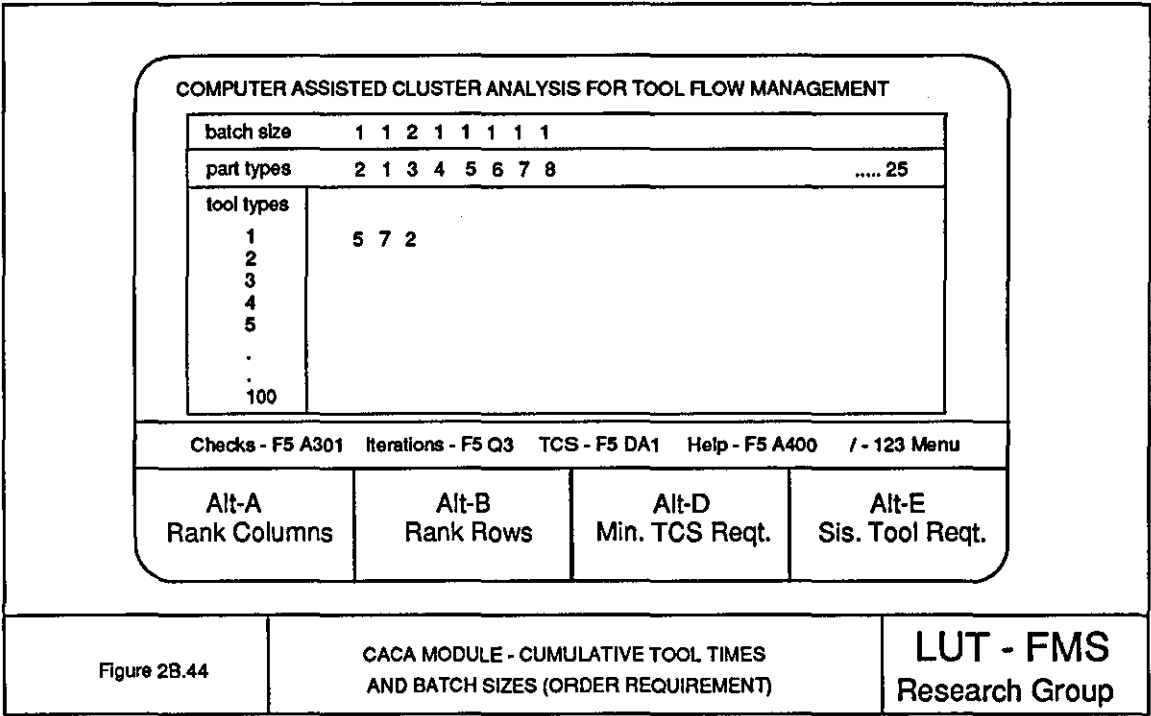 COMPUTER ASSISTED CLUSTER ANALYSIS FOR TOOL FLOW MANAGEMENT
batch size 1 1 2 1 1 1 1 1
part types 2 1 3 4 5 6 7 8 ..... 25
tool types
1 5 7 2
2
3
4
5
.
.
100
Checks - F5 A301 Iterations - F5 Q3 TCS - F5 DA1 Help - F5 A400 / - 123 Menu
Alt-A Alt-B Alt-D Alt-E
Rank Columns Rank Rows Min. TCS Reqt. Sis. Tool Reqt.
Figure 2B.44
CACA MODULE - CUMULATIVE TOOL TIMES
AND BATCH SIZES (ORDER REQUIREMENT)
LUT - FMS
Research Group